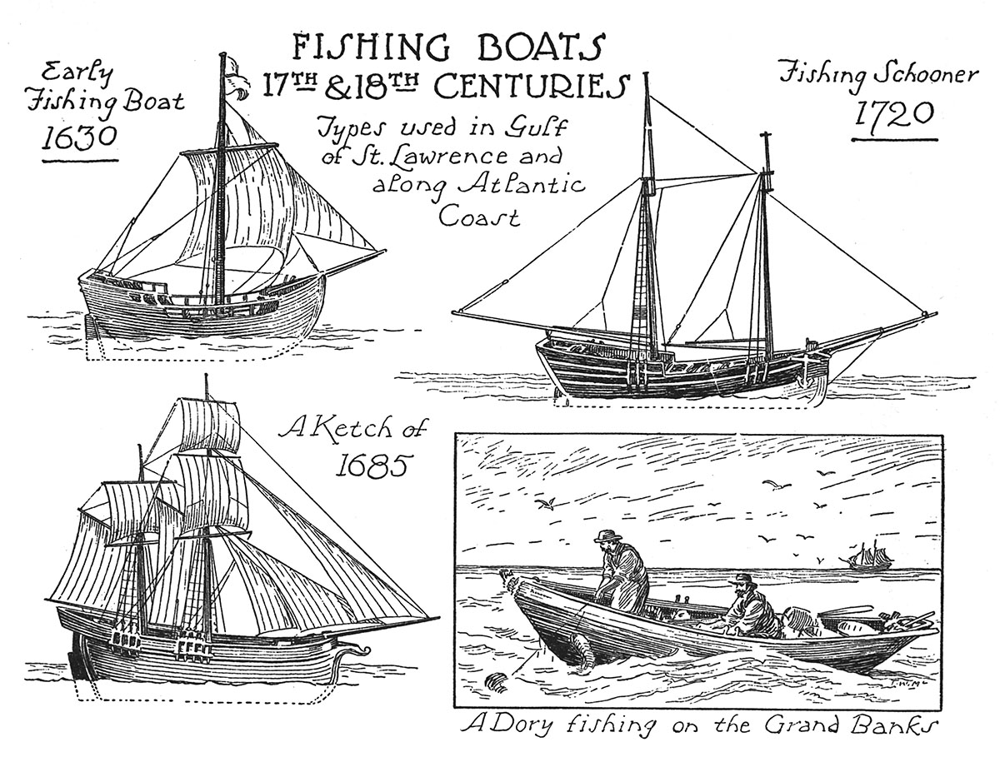 FISHING BOATS
17TH & 18TH CENTURIES
Types used in Gulf
of St. Lawrence and
along Atlantic
Coast
Early
Fishing Boat
1630
Fishing Schooner
1720
A Ketch of
1685
T.W.Mc
A Dory fishing on the Grand Banks